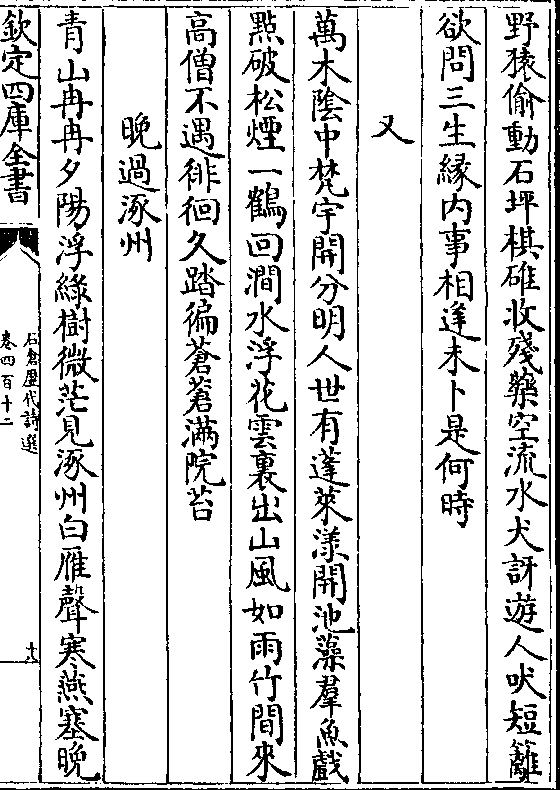 野猿偷動石坪棋碓收殘藥空流水犬訝遊人吠短籬
欲問三生緣内事相逢未卜是何時
又
萬木陰中梵宇開分明人世有蓬萊漾開池藻羣魚戲
點破松煙一鶴回澗水浮花雲裏出山風如雨竹間來
高僧不遇徘徊久踏徧蒼蒼滿院苔
晚過涿州
青山冉冉夕陽浮綠樹微茫見涿州白雁聲寒燕塞晚
欽定四庫全書
石倉歴代詩選
卷四百十二
十八